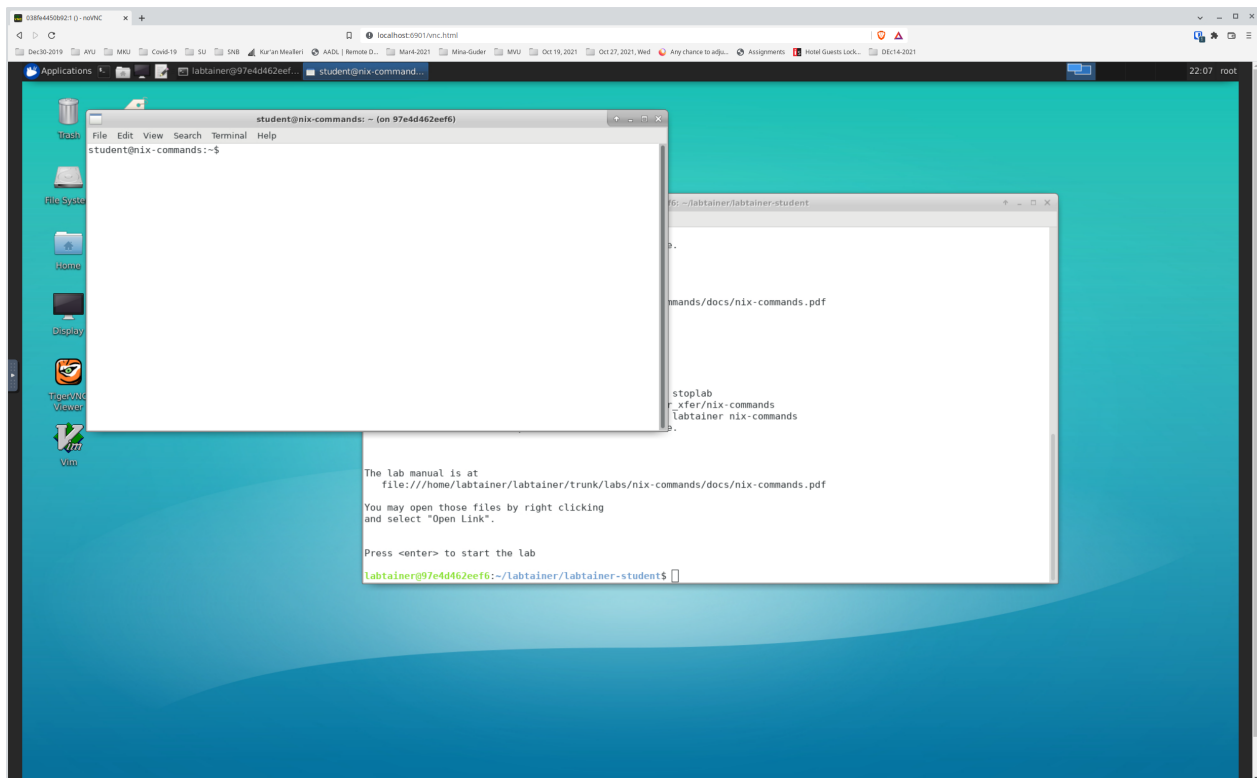 038fe4450b92:1 () - noVNC
localhost:6901/vnc.html
Dec30-2019 AYU MKU Covid-19 SU SNB Kur'an Mealleri AADL | Remote D... Mar4-2021 Mina-Guder MVU Oct 19, 2021 Oct 27, 2021, Wed Any chance to adju... Assignments Hotel Guests Lock... DEc14-2021
Applications labtainer@97e4d462eef... student@nix-command... 22:07 root
Trash
File System
Home
Display
TigerVNC
Viewer
Vim
student@nix-commands: ~ (on 97e4d462eef6)
File Edit View Search Terminal Help
student@nix-commands:~$
f6: ~/labtainer/labtainer-student
e.
mmands/docs/nix-commands.pdf
stoplab
r_xfer/nix-commands
labtainer nix-commands
e.
The lab manual is at
file:///home/labtainer/labtainer/trunk/labs/nix-commands/docs/nix-commands.pdf
You may open those files by right clicking
and select "Open Link".
Press <enter> to start the lab
labtainer@97e4d462eef6:~/labtainer/labtainer-student$